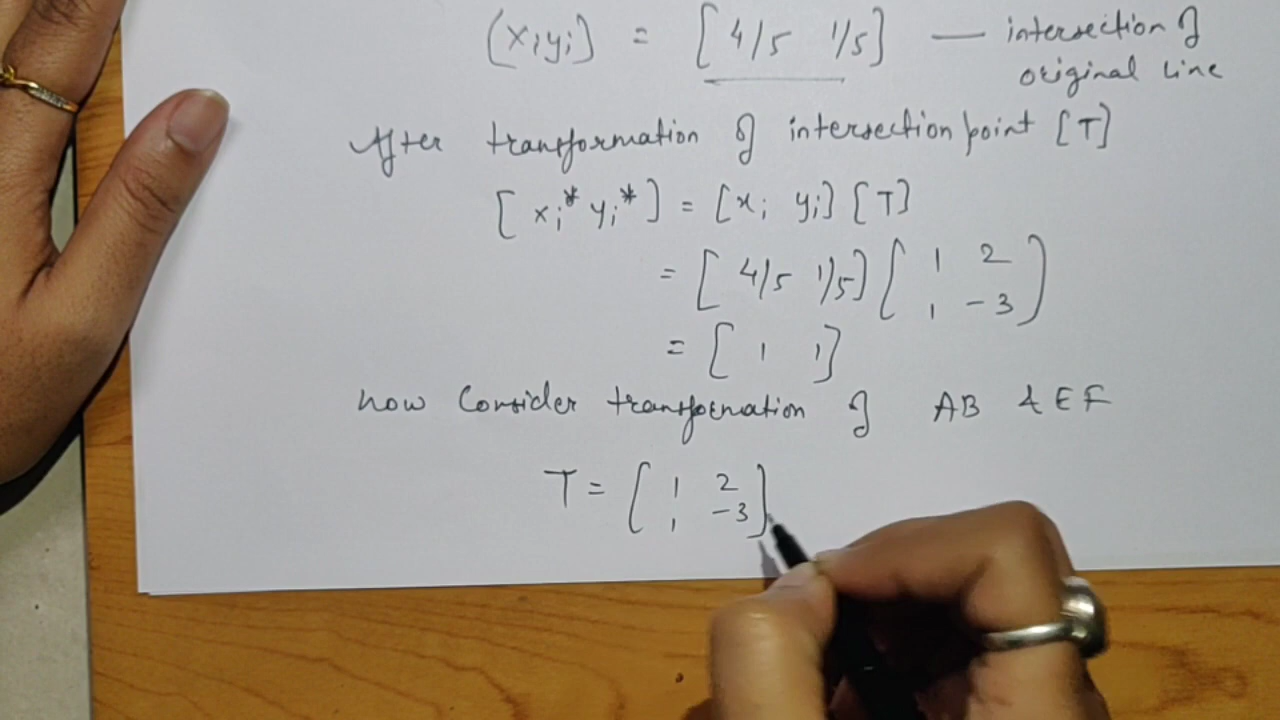 (xi yi) = [4/5 1/5] — intersection of
original line
After transformation of intersection point [T]
[xi* yi*] = [xi yi] [T]
= [4/5 1/5] [1 2
1 -3]
= [1 1]
now Consider transformation of AB & EF
T = [1 2
1 -3]